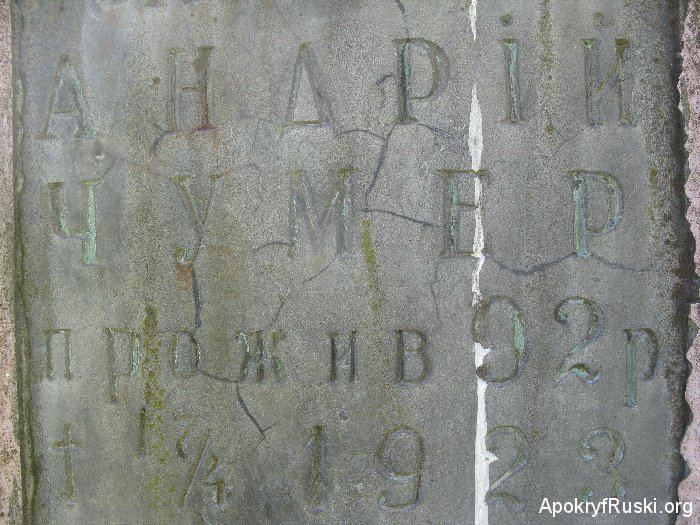 АНДРІЙ
ЧУМЕР
прожив 92 р
† 17/4 1923
ApokryfRuski.org